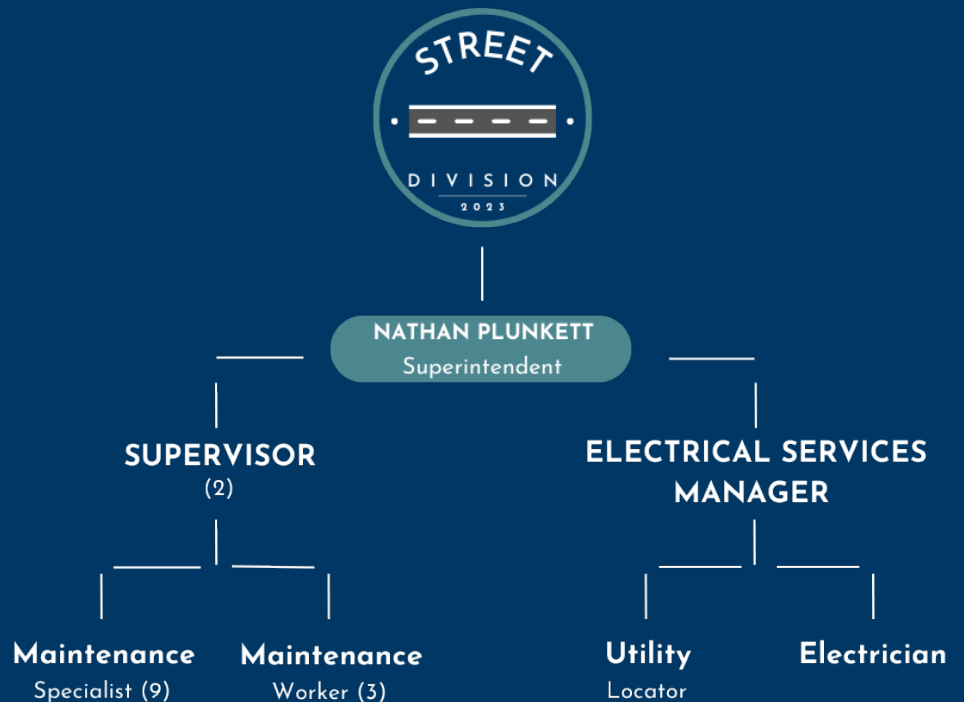 STREET
DIVISION
2023
NATHAN PLUNKETT
Superintendent
SUPERVISOR
(2)
ELECTRICAL SERVICES
MANAGER
Maintenance
Specialist (9)
Maintenance
Worker (3)
Utility
Locator
Electrician